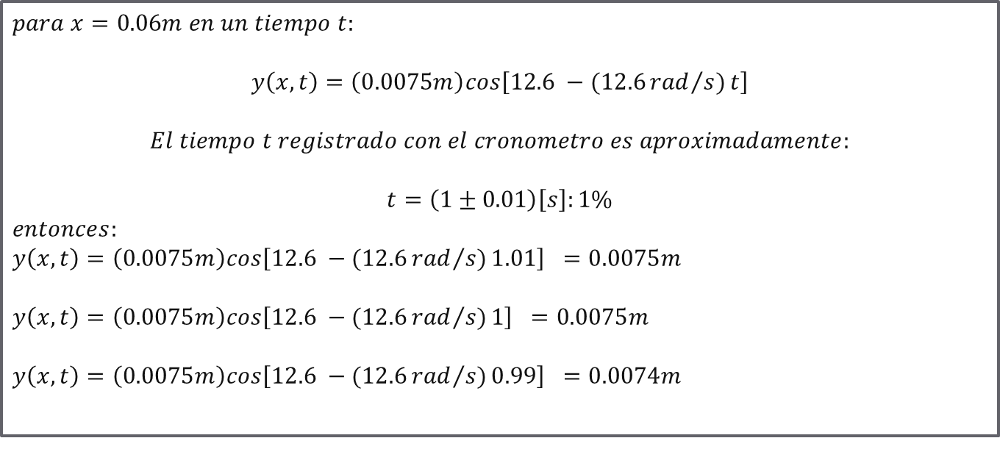 para x = 0.06m en un tiempo t:
y(x, t) = (0.0075m)cos[12.6 − (12.6 rad/s) t]
El tiempo t registrado con el cronometro es aproximadamente:
t = (1 ± 0.01)[s]: 1%
entonces:
y(x, t) = (0.0075m)cos[12.6 − (12.6 rad/s) 1.01] = 0.0075m
y(x, t) = (0.0075m)cos[12.6 − (12.6 rad/s) 1] = 0.0075m
y(x, t) = (0.0075m)cos[12.6 − (12.6 rad/s) 0.99] = 0.0074m